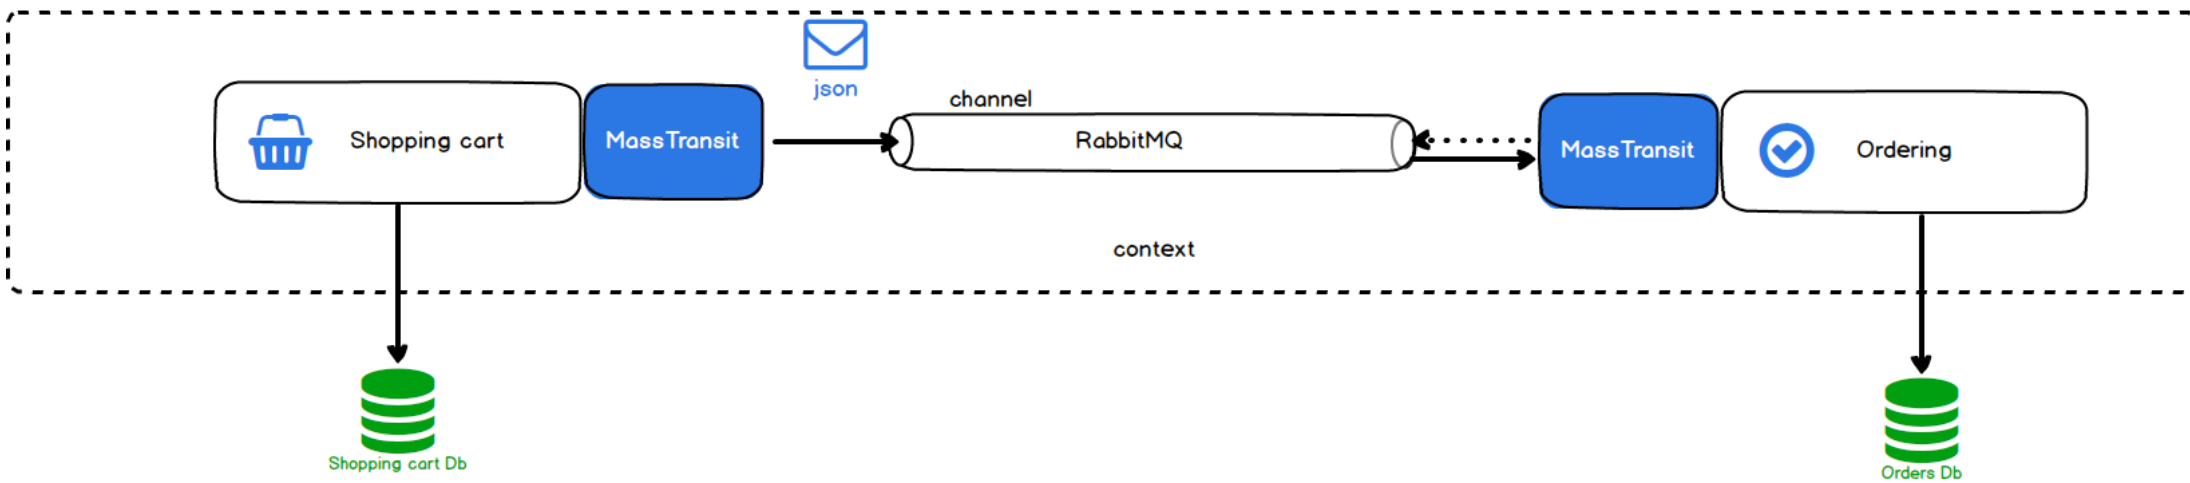 json
channel
Shopping cart
MassTransit
RabbitMQ
MassTransit
Ordering
context
Shopping cart Db
Orders Db